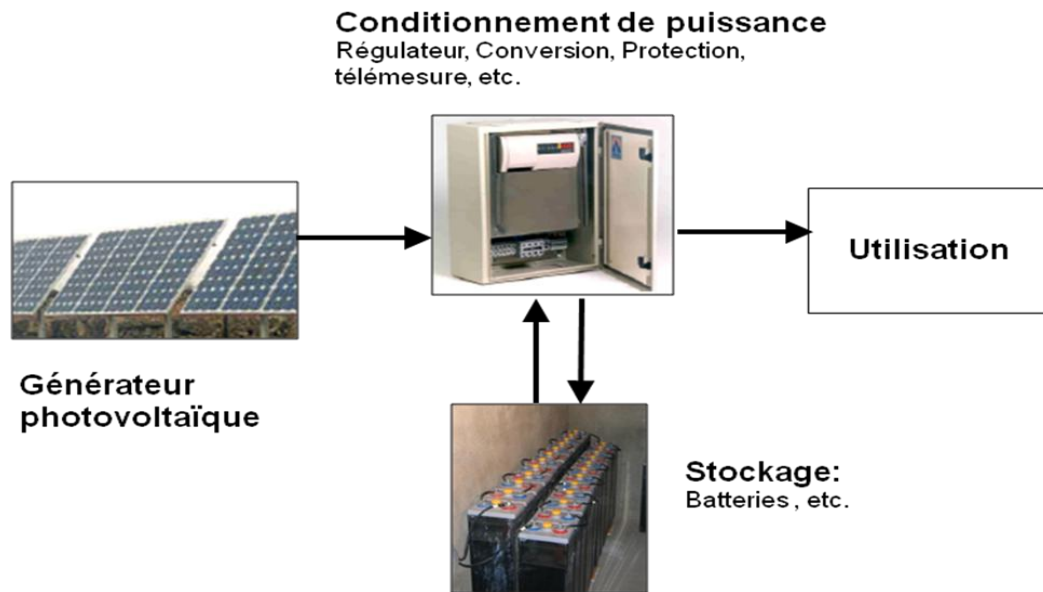 Conditionnement de puissance
Régulateur, Conversion, Protection,
télémesure, etc.
Utilisation
Générateur
photovoltaïque
Stockage:
Batteries , etc.